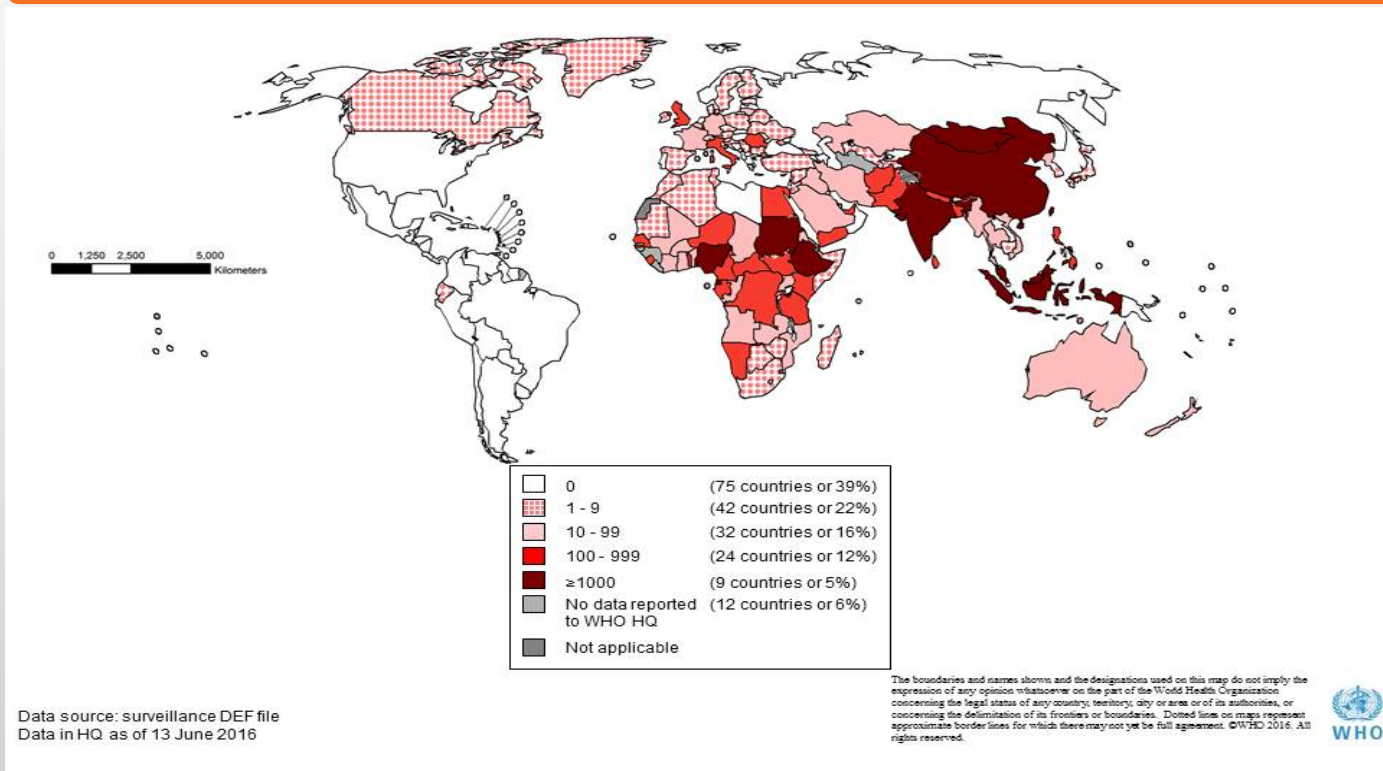 0 1,250 2,500 5,000
Kilometers
0 (75 countries or 39%)
1 - 9 (42 countries or 22%)
10 - 99 (32 countries or 16%)
100 - 999 (24 countries or 12%)
≥1000 (9 countries or 5%)
No data reported (12 countries or 6%)
to WHO HQ
Not applicable
Data source: surveillance DEF file
Data in HQ as of 13 June 2016
The boundaries and names shown and the designations used on this map do not imply the
expression of any opinion whatsoever on the part of the World Health Organization
concerning the legal status of any country, territory, city or area or of its authorities, or
concerning the delimitation of its frontiers or boundaries. Dotted lines on maps represent
approximate border lines for which there may not yet be full agreement. ©WHO 2016. All
rights reserved.
WHO